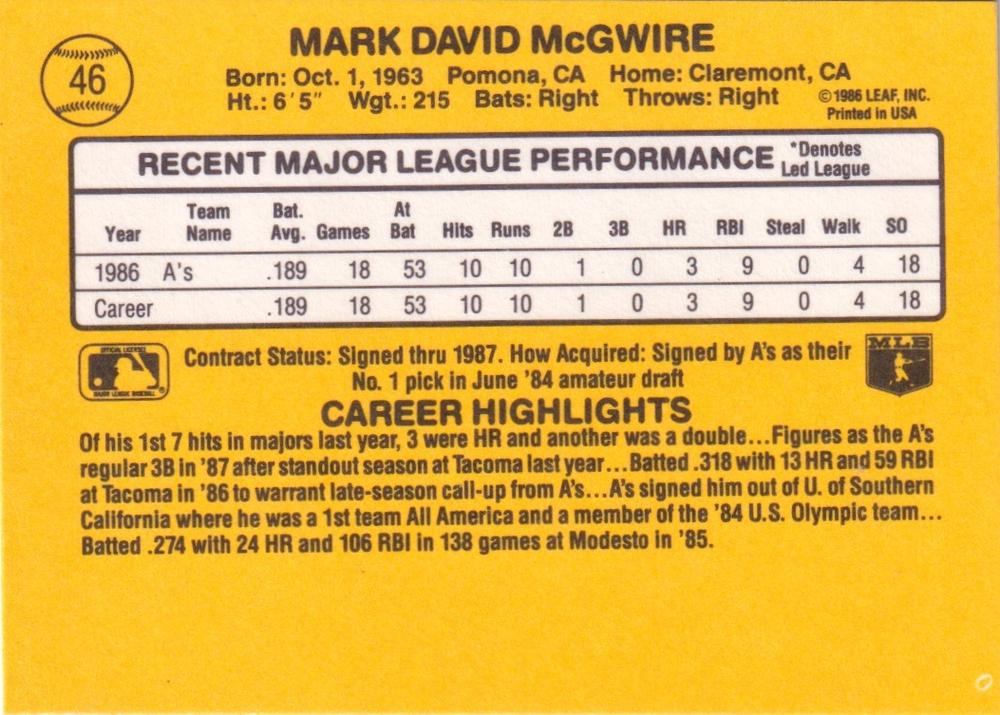 46
MARK DAVID McGWIRE
Born: Oct. 1, 1963 Pomona, CA Home: Claremont, CA
Ht.: 6'5" Wgt.: 215 Bats: Right Throws: Right
©1986 LEAF, INC.
Printed in USA
RECENT MAJOR LEAGUE PERFORMANCE *Denotes
Led League
Year Team Name Bat. Avg. Games At Bat Hits Runs 2B 3B HR RBI Steal Walk SO
1986 A's .189 18 53 10 10 1 0 3 9 0 4 18
Career .189 18 53 10 10 1 0 3 9 0 4 18
OFFICIAL LICENSEE
MAJOR LEAGUE BASEBALL
Contract Status: Signed thru 1987. How Acquired: Signed by A's as their
No. 1 pick in June '84 amateur draft
MLB
CAREER HIGHLIGHTS
Of his 1st 7 hits in majors last year, 3 were HR and another was a double...Figures as the A's
regular 3B in '87 after standout season at Tacoma last year...Batted .318 with 13 HR and 59 RBI
at Tacoma in '86 to warrant late-season call-up from A's...A's signed him out of U. of Southern
California where he was a 1st team All America and a member of the '84 U.S. Olympic team...
Batted .274 with 24 HR and 106 RBI in 138 games at Modesto in '85.